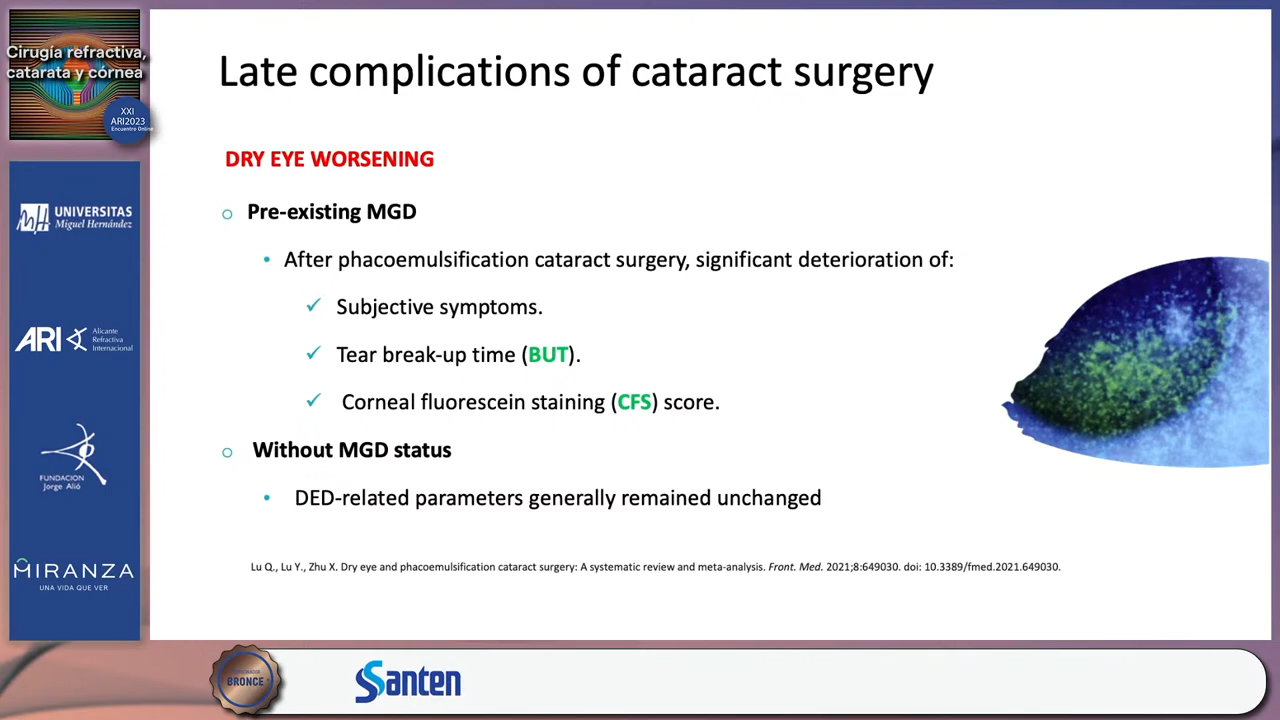 Cirugía refractiva,
catarata y córnea
XXI
ARI2023
Encuentro Online
UNIVERSITAS
Miguel Hernández
ARI
Alicante
Refractiva
Internacional
FUNDACION
Jorge Alió
MIRANZA
UNA VIDA QUE VER
Late complications of cataract surgery
DRY EYE WORSENING
Pre-existing MGD
After phacoemulsification cataract surgery, significant deterioration of:
Subjective symptoms.
Tear break-up time (BUT).
Corneal fluorescein staining (CFS) score.
Without MGD status
DED-related parameters generally remained unchanged
Lu Q., Lu Y., Zhu X. Dry eye and phacoemulsification cataract surgery: A systematic review and meta-analysis. Front. Med. 2021;8:649030. doi: 10.3389/fmed.2021.649030.
BRONCE
Santen